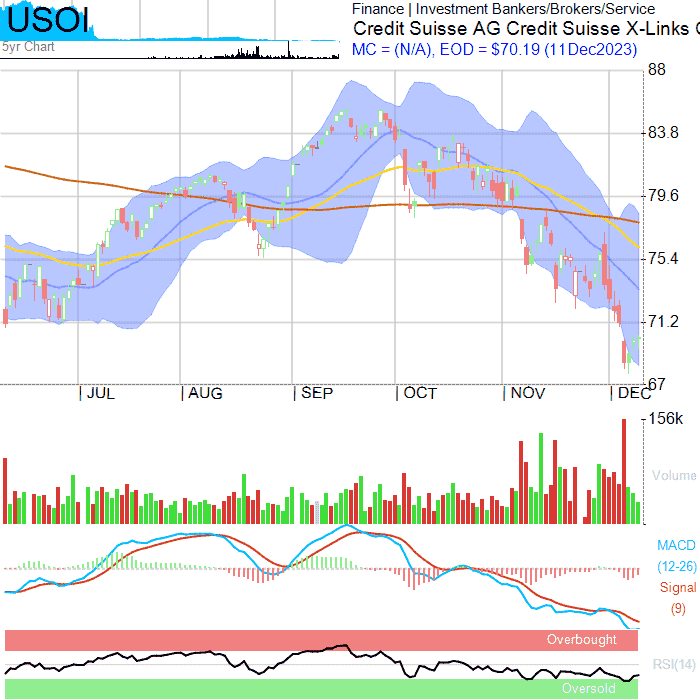 USOI
5yr Chart
Finance | Investment Bankers/Brokers/Service
Credit Suisse AG Credit Suisse X-Links
MC = (N/A), EOD = $70.19 (11Dec2023)
88
83.8
79.6
75.4
71.2
67
| JUL
| AUG
| SEP
| OCT
| NOV
| DEC
156k
Volume
MACD
(12-26)
Signal
(9)
Overbought
RSI(14)
Oversold